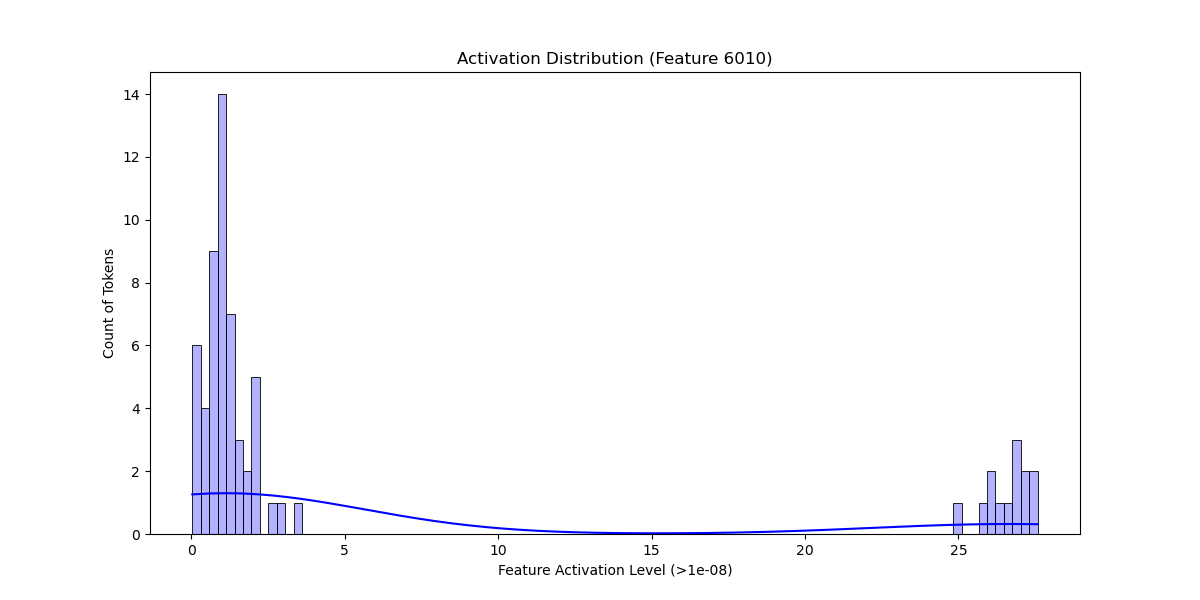 Activation Distribution (Feature 6010)
14
12
10
8
6
4
2
0
Count of Tokens
0 5 10 15 20 25
Feature Activation Level (>1e-08)